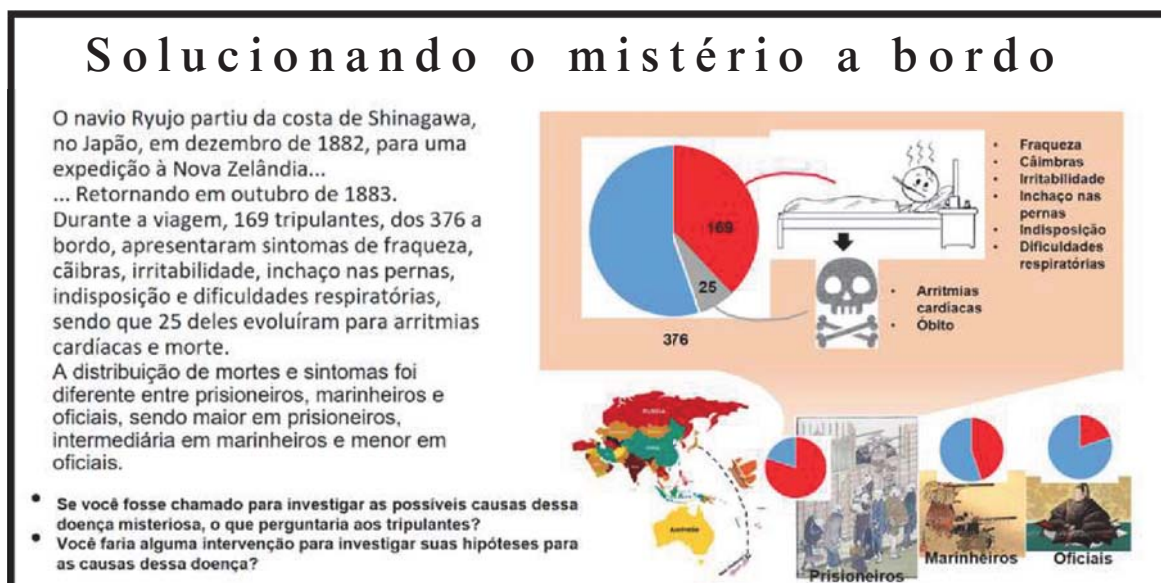 Solucionando o mistério a bordo
O navio Ryujo partiu da costa de Shinagawa,
no Japão, em dezembro de 1882, para uma
expedição à Nova Zelândia...
... Retornando em outubro de 1883.
Durante a viagem, 169 tripulantes, dos 376 a
bordo, apresentaram sintomas de fraqueza,
cãibras, irritabilidade, inchaço nas pernas,
indisposição e dificuldades respiratórias,
sendo que 25 deles evoluíram para arritmias
cardíacas e morte.
A distribuição de mortes e sintomas foi
diferente entre prisioneiros, marinheiros e
oficiais, sendo maior em prisioneiros,
intermediária em marinheiros e menor em
oficiais.
• Se você fosse chamado para investigar as possíveis causas dessa
doença misteriosa, o que perguntaria aos tripulantes?
• Você faria alguma intervenção para investigar suas hipóteses para
as causas dessa doença?
169
25
376
• Fraqueza
• Câimbras
• Irritabilidade
• Inchaço nas
pernas
• Indisposição
• Dificuldades
respiratórias
• Arritmias
cardíacas
• Óbito
RUSSIA
Australia
Prisioneiros
Marinheiros
Oficiais